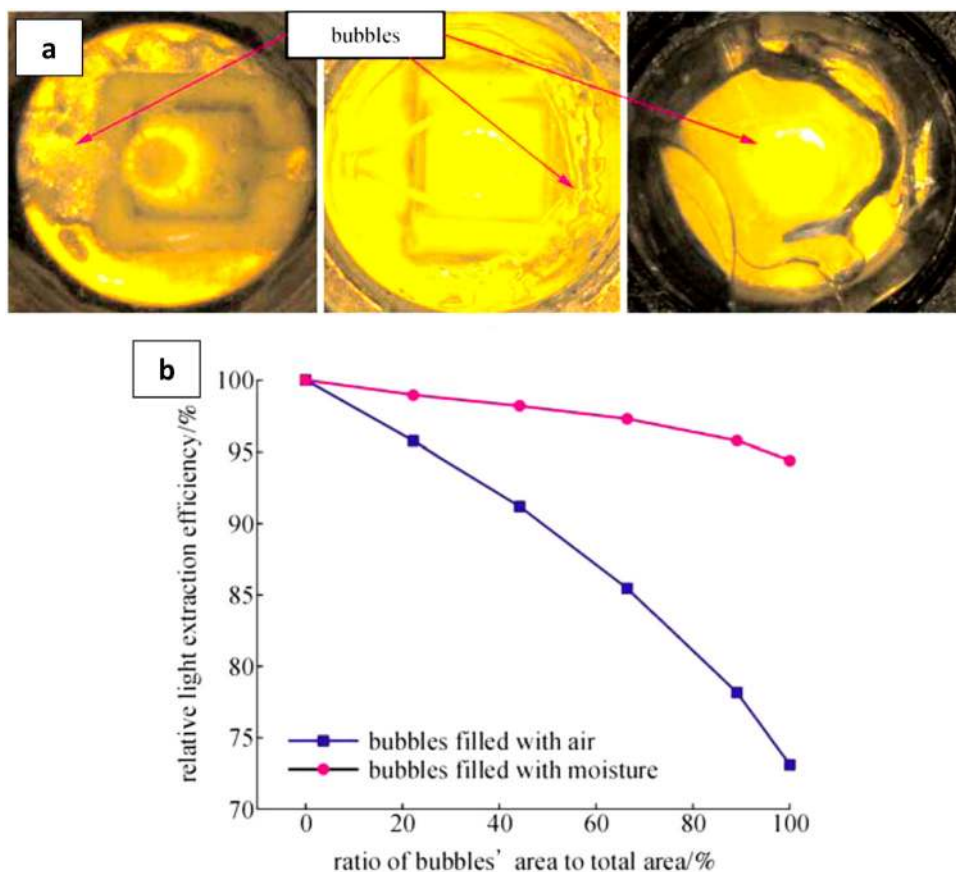 a
bubbles
b
100
95
90
85
80
75
70
relative light extraction efficiency/%
bubbles filled with air
bubbles filled with moisture
0 20 40 60 80 100
ratio of bubbles’ area to total area/%